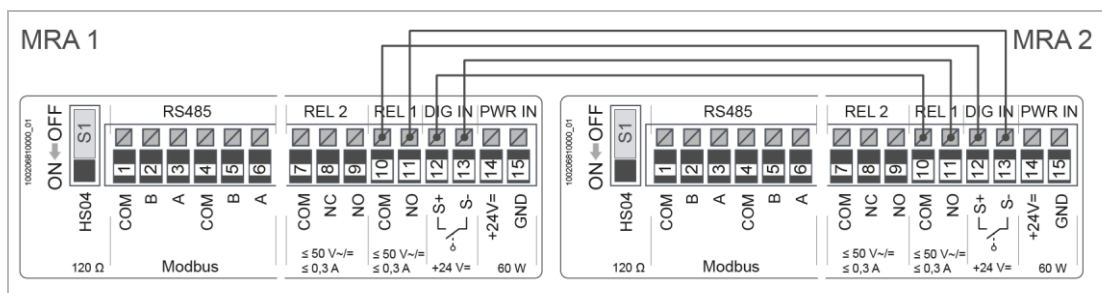 MRA 1
MRA 2
1002068100000_01
ON OFF
S1
HS04
120 Ω
RS485
REL 2
REL 1
DIG IN
PWR IN
1 2 3 4 5 6
7 8 9 10 11 12 13 14 15
COM B A COM B A
COM NC NO COM NO S+ S- +24V= GND
Modbus
≤ 50 V~/=
≤ 0,3 A
≤ 50 V~/=
≤ 0,3 A
+24 V=
60 W
1002068100000_01
ON OFF
S1
HS04
120 Ω
RS485
REL 2
REL 1
DIG IN
PWR IN
1 2 3 4 5 6
7 8 9 10 11 12 13 14 15
COM B A COM B A
COM NC NO COM NO S+ S- +24V= GND
Modbus
≤ 50 V~/=
≤ 0,3 A
≤ 50 V~/=
≤ 0,3 A
+24 V=
60 W